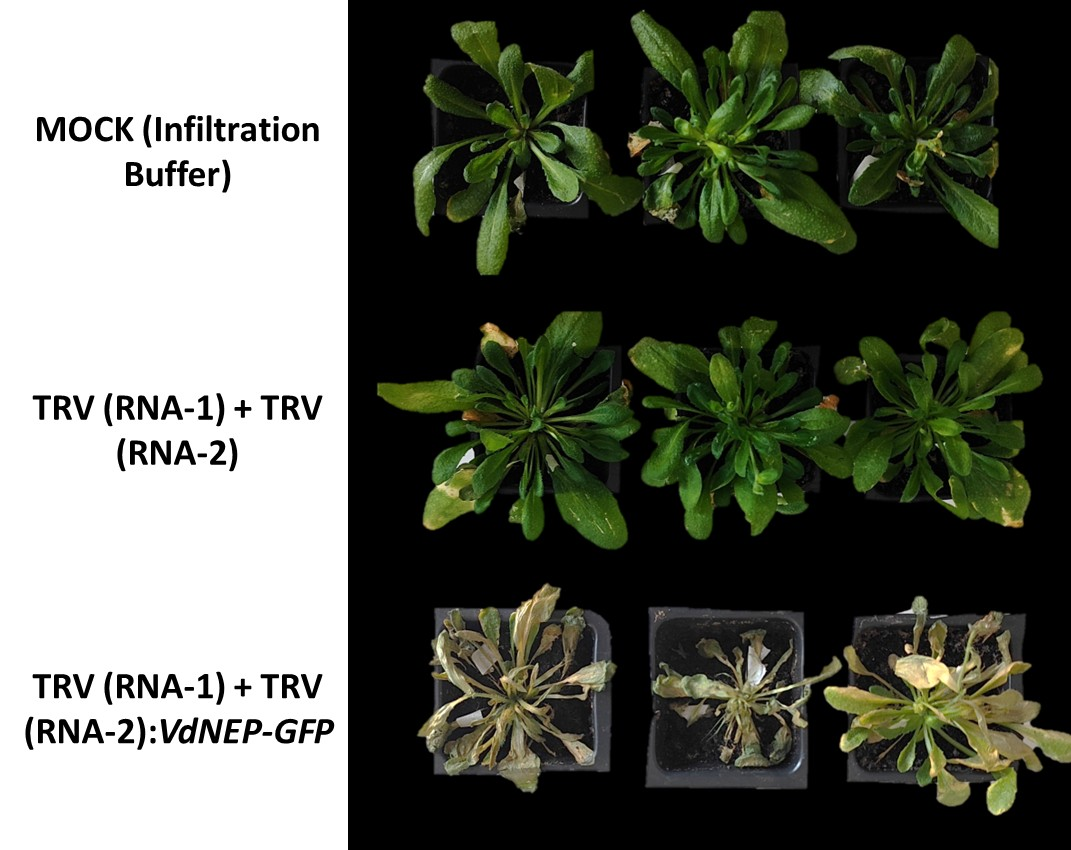 MOCK (Infiltration
Buffer)
TRV (RNA-1) + TRV
(RNA-2)
TRV (RNA-1) + TRV
(RNA-2):VdNEP-GFP